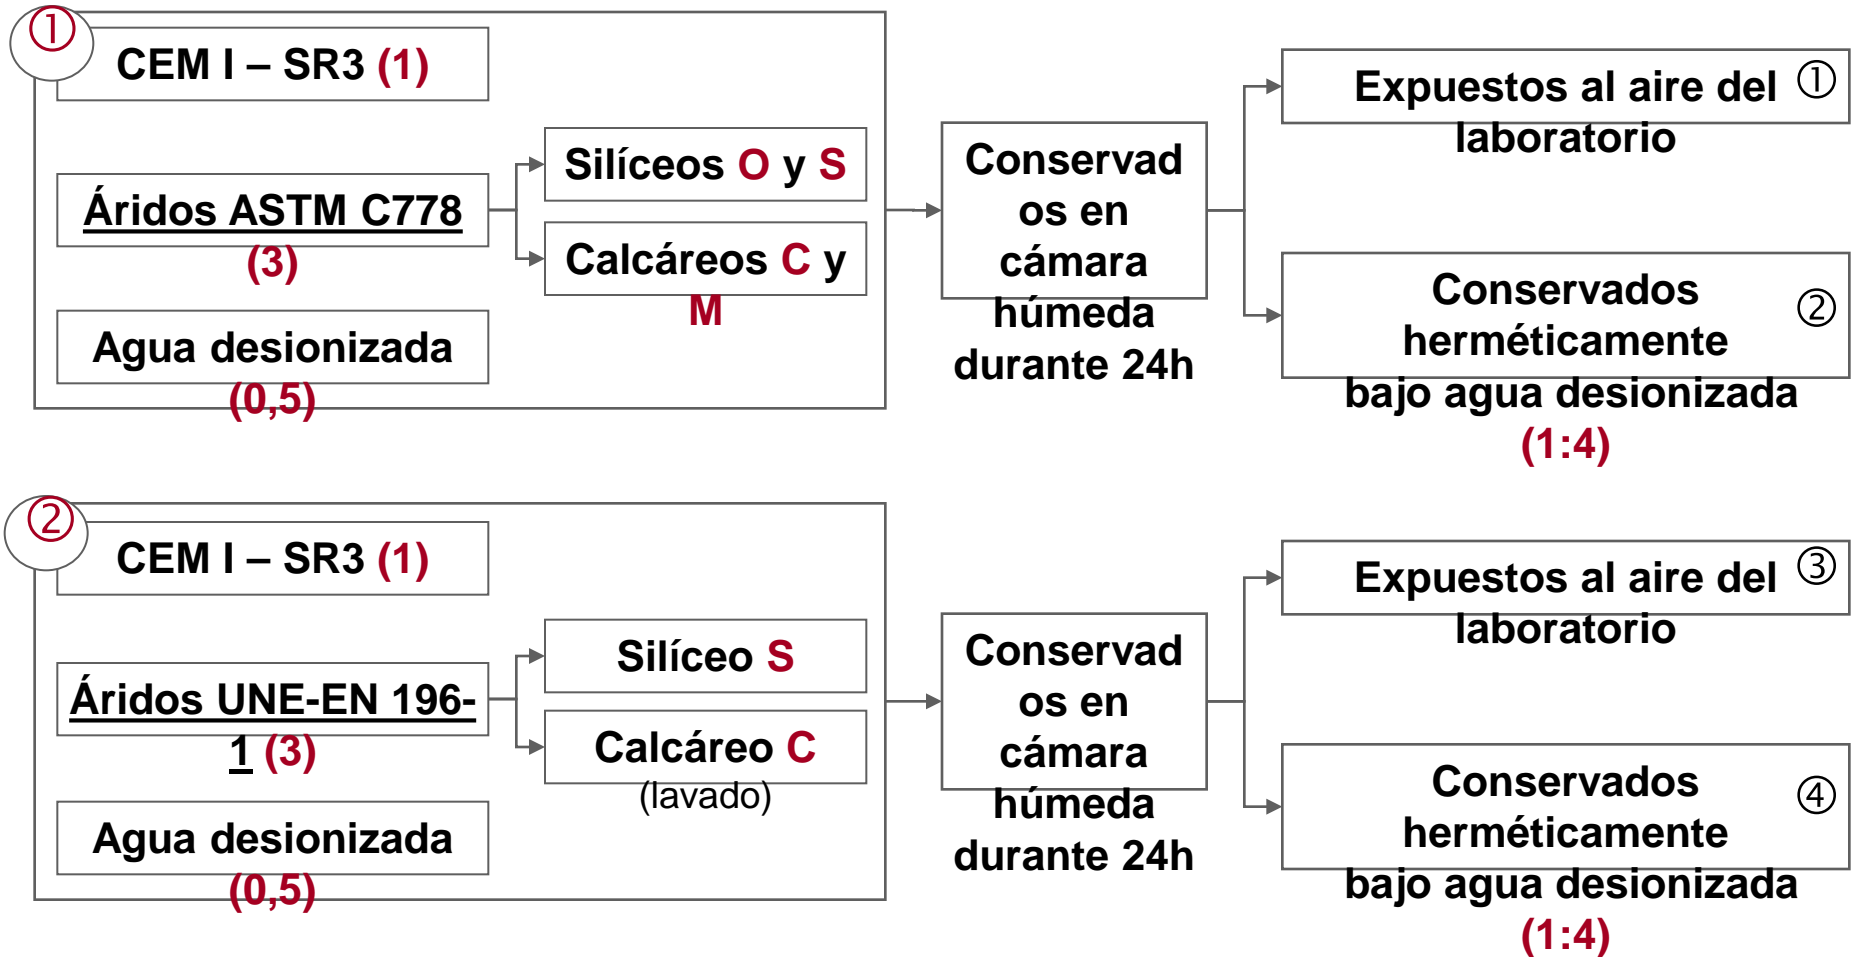 ①
CEM I – SR3 (1)
Áridos ASTM C778
(3)
Agua desionizada
(0,5)
Silíceos O y S
Calcáreos C y
M
Conservad
os en
cámara
húmeda
durante 24h
Expuestos al aire del
laboratorio
①
Conservados
herméticamente
bajo agua desionizada
(1:4)
②
②
CEM I – SR3 (1)
Áridos UNE-EN 196-
1 (3)
Agua desionizada
(0,5)
Silíceo S
Calcáreo C
(lavado)
Conservad
os en
cámara
húmeda
durante 24h
Expuestos al aire del
laboratorio
③
Conservados
herméticamente
bajo agua desionizada
(1:4)
④